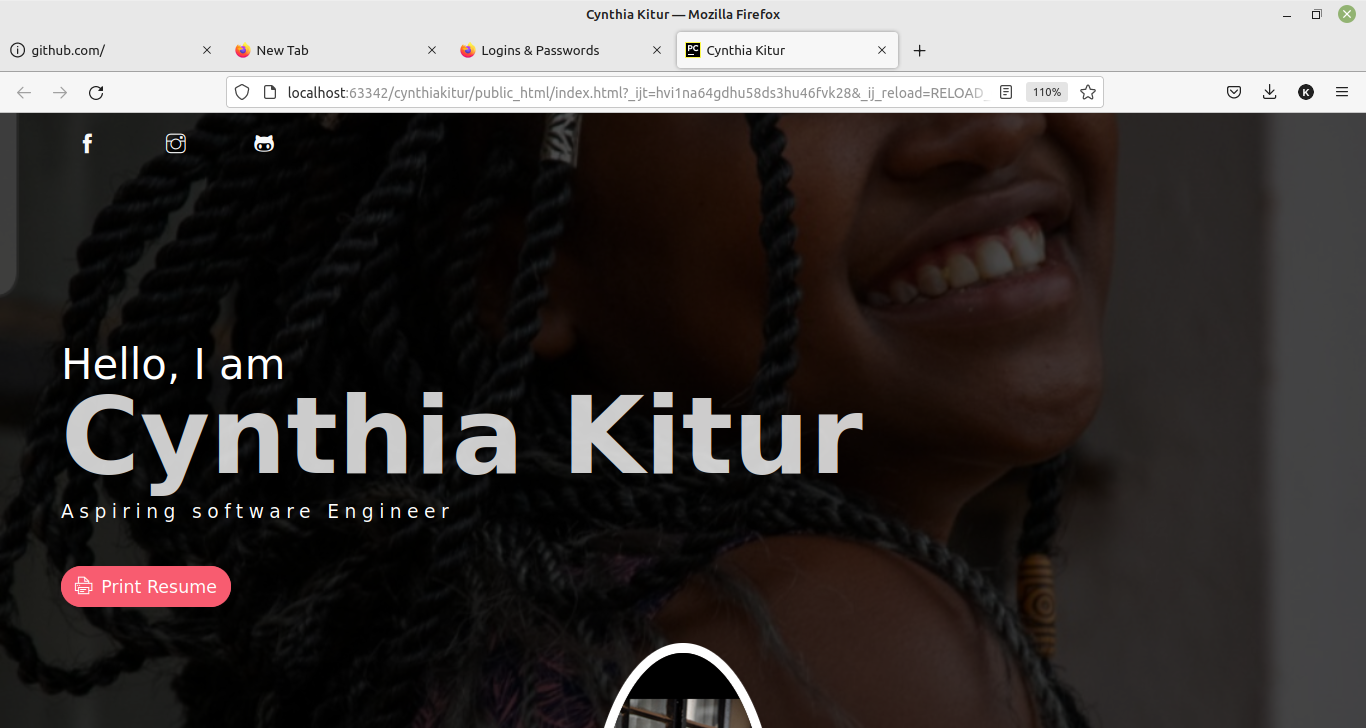 Cynthia Kitur — Mozilla Firefox
github.com/
New Tab
Logins & Passwords
PC Cynthia Kitur
localhost:63342/cynthiakitur/public_html/index.html?_ijt=hvi1na64gdhu58ds3hu46fvk28&_ij_reload=RELOAD_
110%
K
Hello, I am
Cynthia Kitur
Aspiring software Engineer
Print Resume